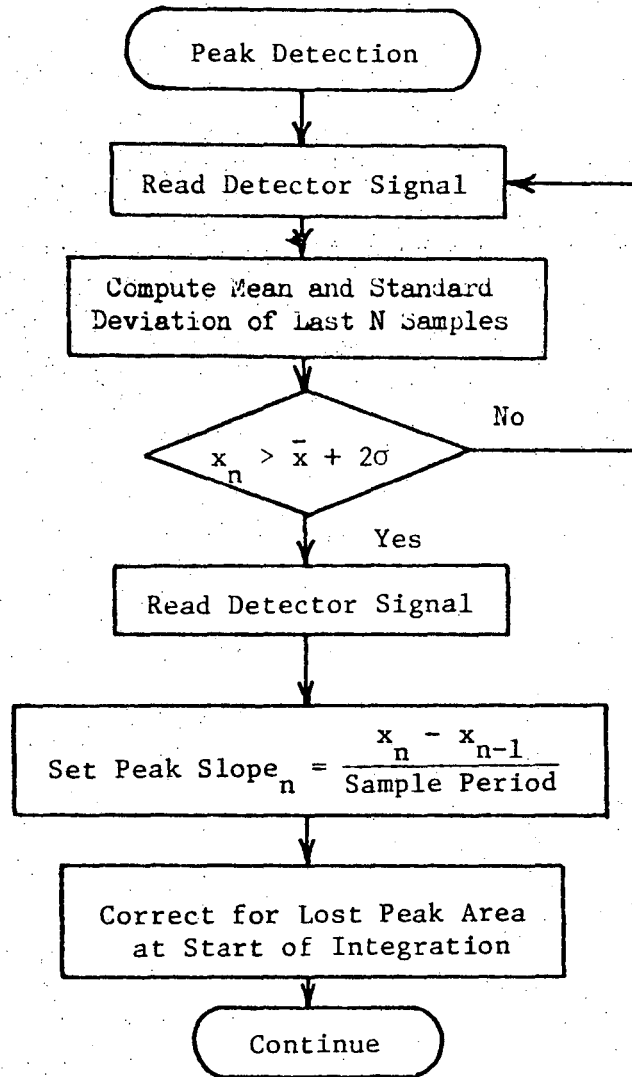 Peak Detection
Read Detector Signal
Compute Mean and Standard
Deviation of Last N Samples
x_n > x̄ + 2σ
No
Yes
Read Detector Signal
Set Peak Slope_n = (x_n - x_{n-1}) / Sample Period
Correct for Lost Peak Area
at Start of Integration
Continue